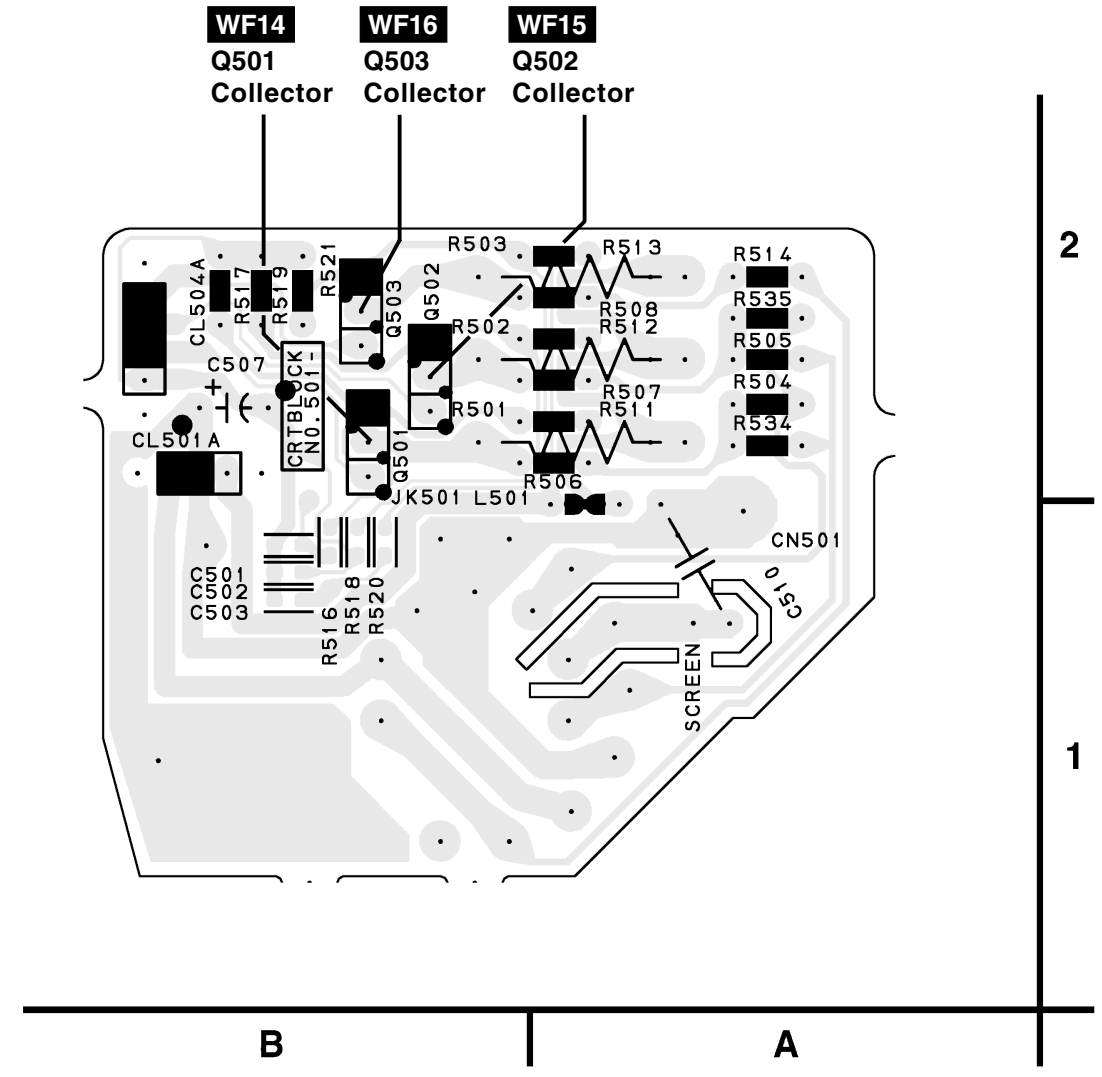 WF14
Q501
Collector
WF16
Q503
Collector
WF15
Q502
Collector
2
R503
R513
R514
R521
CL504A
R517
R519
Q503
Q502
R508
R535
R502
R512
R505
C507
+
CRTBLOCK
NO.501-
R507
R504
R501
R511
R534
CL501A
Q501
R506
JK501
L501
CN501
C501
C502
C503
R516
R518
R520
C510
SCREEN
1
B
A